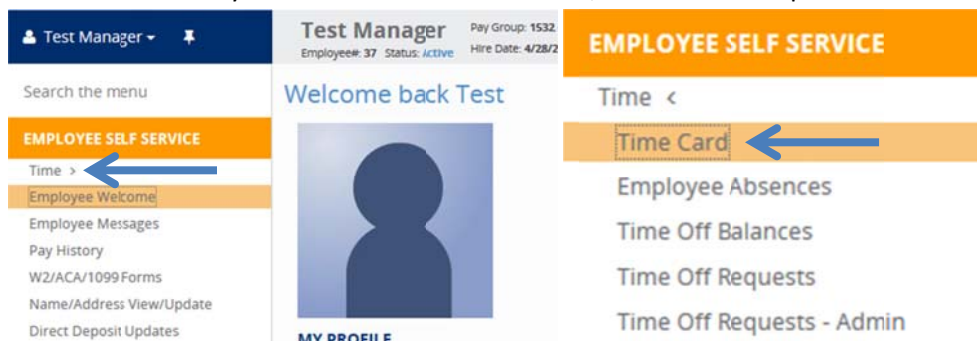 Test Manager
Search the menu
EMPLOYEE SELF SERVICE
Time >
Employee Welcome
Employee Messages
Pay History
W2/ACA/1099 Forms
Name/Address View/Update
Direct Deposit Updates
Test Manager
Pay Group: 1532
Employee#: 37 Status: Active
Hire Date: 4/28/2
Welcome back Test
MY PROFILE
EMPLOYEE SELF SERVICE
Time <
Time Card
Employee Absences
Time Off Balances
Time Off Requests
Time Off Requests - Admin